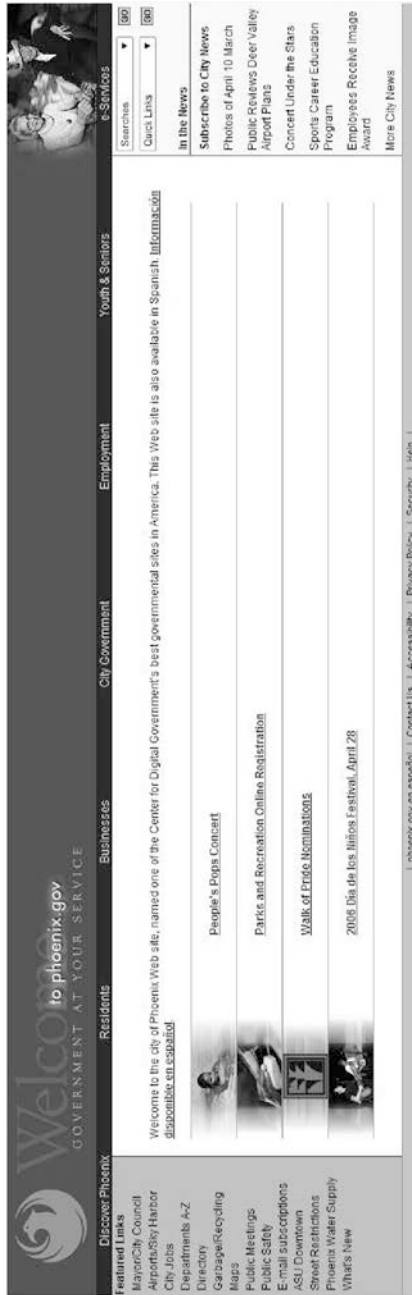 Welcome
to phoenix.gov
GOVERNMENT AT YOUR SERVICE
Discover Phoenix Residents Businesses City Government Employment Youth & Seniors e-Services
Featured Links
Mayor/City Council
Airports/Sky Harbor
City Jobs
Departments A-Z
Directory
Garbage/Recycling
Maps
Public Meetings
Public Safety
E-mail subscriptions
ASU Downtown
Street Restrictions
Phoenix Water Supply
What's New
Welcome to the city of Phoenix Web site, named one of the Center for Digital Government's best governmental sites in America. This Web site is also available in Spanish. Información
disponible en español
People's Pops Concert
Parks and Recreation Online Registration
Walk of Pride Nominations
2006 Dia de los Niños Festival, April 28
Searches GO
Quick Links GO
In the News
Subscribe to City News
Photos of April 10 March
Public Reviews Deer Valley
Airport Plans
Concert Under the Stars
Sports Career Education
Program
Employees Receive Image
Award
More City News
| phoenix.gov en español | Contact Us | Accessibility | Privacy Policy | Security | Help |